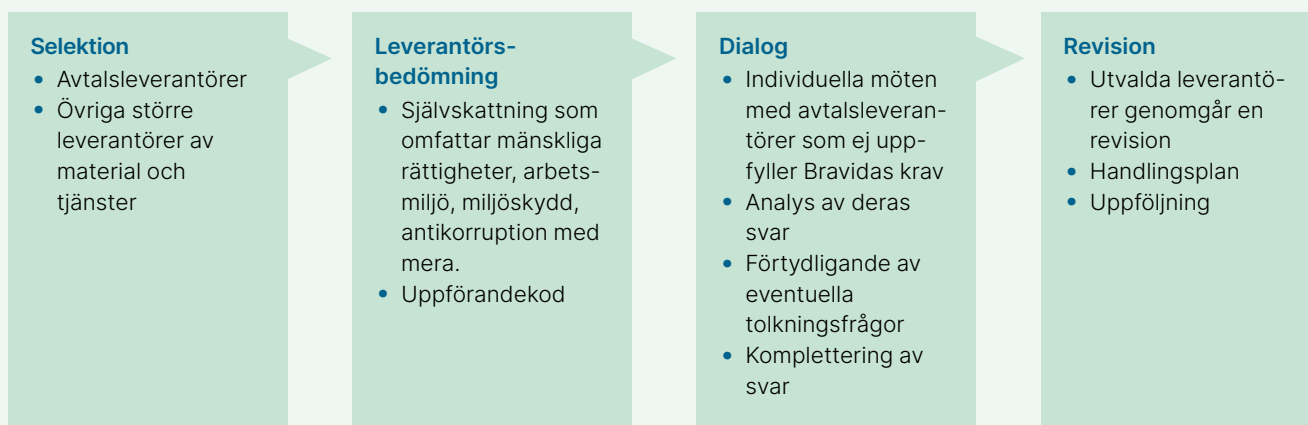 Selektion
• Avtalsleverantörer
• Övriga större
leverantörer av
material och
tjänster
Leverantörs-
bedömning
• Självskattning som
omfattar mänskliga
rättigheter, arbets-
miljö, miljöskydd,
antikorruption med
mera.
• Uppförandekod
Dialog
• Individuella möten
med avtalsleveran-
törer som ej upp-
fyller Bravidas krav
• Analys av deras
svar
• Förtydligande av
eventuella
tolkningsfrågor
• Komplettering av
svar
Revision
• Utvalda leverantö-
rer genomgår en
revision
• Handlingsplan
• Uppföljning